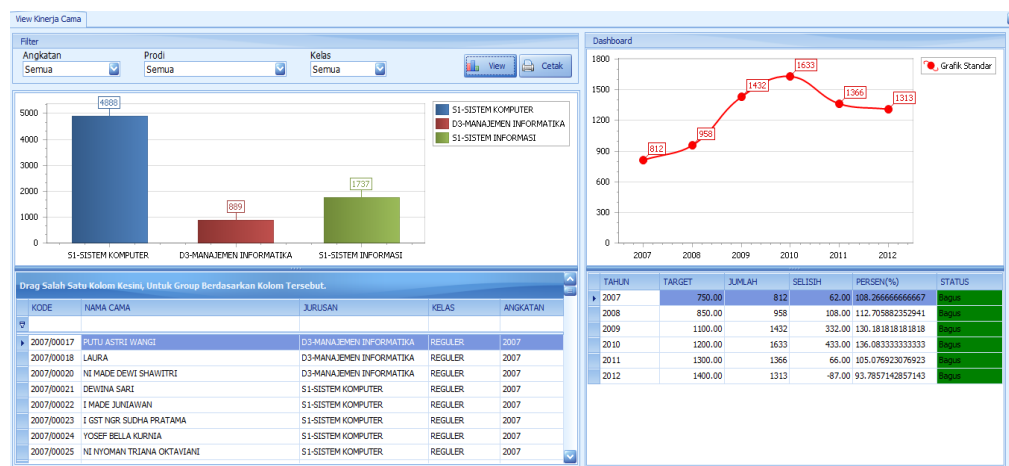 View Kinerja Cama
Filter
Angkatan Prodi Kelas
Semua Semua Semua View Cetak
4888
889
1737
5000
4000
3000
2000
1000
0
S1-SISTEM KOMPUTER D3-MANAJEMEN INFORMATIKA S1-SISTEM INFORMASI
S1-SISTEM KOMPUTER
D3-MANAJEMEN INFORMATIKA
S1-SISTEM INFORMASI
Drag Salah Satu Kolom Kesini, Untuk Group Berdasarkan Kolom Tersebut.
KODE NAMA CAMA JURUSAN KELAS ANGKATAN
2007/00017 PUTU ASTRI WANGI D3-MANAJEMEN INFORMATIKA REGULER 2007
2007/00018 LAURA D3-MANAJEMEN INFORMATIKA REGULER 2007
2007/00020 NI MADE DEWI SHAWITRI D3-MANAJEMEN INFORMATIKA REGULER 2007
2007/00021 DEWINA SARI S1-SISTEM KOMPUTER REGULER 2007
2007/00022 I MADE JUNIAWAN S1-SISTEM KOMPUTER REGULER 2007
2007/00023 I GST NGR SUDHA PRATAMA S1-SISTEM KOMPUTER REGULER 2007
2007/00024 YOSEF BELLA KURNIA S1-SISTEM KOMPUTER REGULER 2007
2007/00025 NI NYOMAN TRIANA OKTAVIANI S1-SISTEM KOMPUTER REGULER 2007
Dashboard
1800
1500
1200
900
600
300
0
812
958
1432
1633
1366
1313
2007 2008 2009 2010 2011 2012
Grafik Standar
TAHUN TARGET JUMLAH SELISIH PERSEN(%) STATUS
2007 750.00 812 62.00 108.266666666667 Bagus
2008 850.00 958 108.00 112.705882352941 Bagus
2009 1100.00 1432 332.00 130.181818181818 Bagus
2010 1200.00 1633 433.00 136.083333333333 Bagus
2011 1300.00 1366 66.00 105.076923076923 Bagus
2012 1400.00 1313 -87.00 93.7857142857143 Bagus